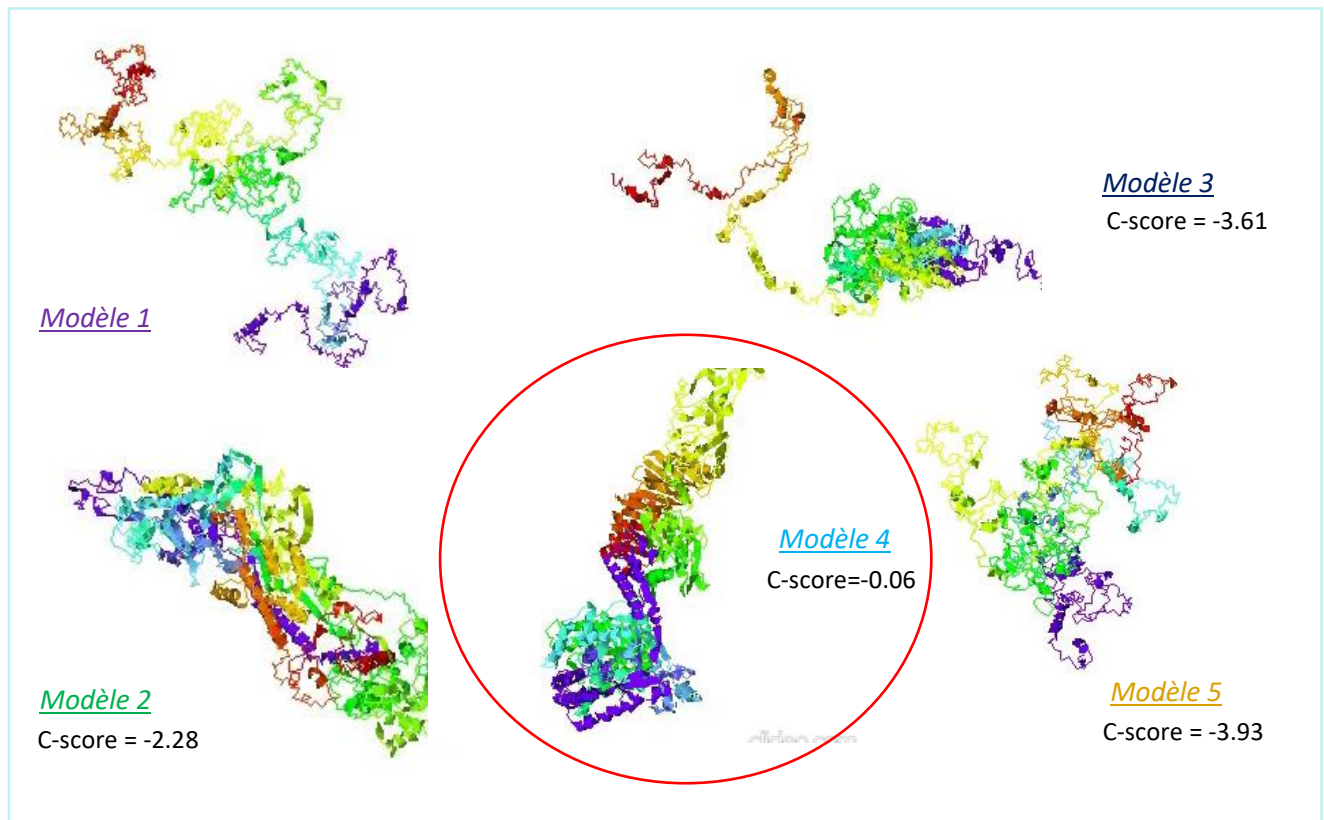 Modèle 3
C-score = -3.61
Modèle 1
Modèle 4
C-score=-0.06
Modèle 2
C-score = -2.28
Modèle 5
C-score = -3.93